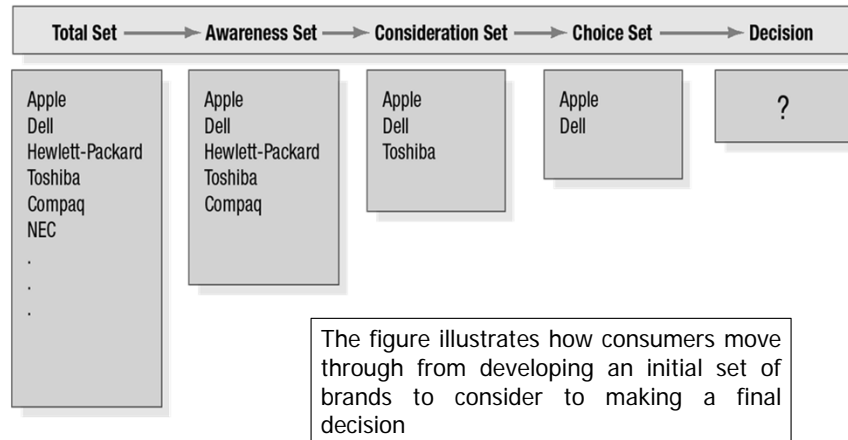 Total Set Awareness Set Consideration Set Choice Set Decision
Apple
Dell
Hewlett-Packard
Toshiba
Compaq
NEC
.
.
.
Apple
Dell
Hewlett-Packard
Toshiba
Compaq
Apple
Dell
Toshiba
Apple
Dell
?
The figure illustrates how consumers move
through from developing an initial set of
brands to consider to making a final
decision